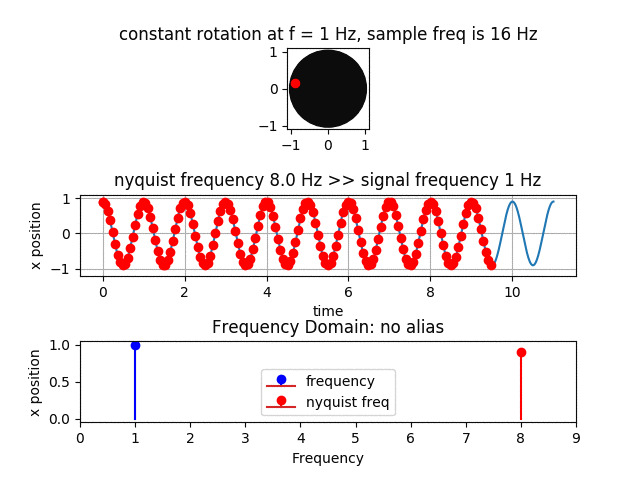 constant rotation at f = 1 Hz, sample freq is 16 Hz
1
0
−1
−1 0 1
nyquist frequency 8.0 Hz >> signal frequency 1 Hz
x position
1
0
−1
0 2 4 6 8 10
time
Frequency Domain: no alias
x position
1.0
0.5
0.0
frequency
nyquist freq
0 1 2 3 4 5 6 7 8 9
Frequency